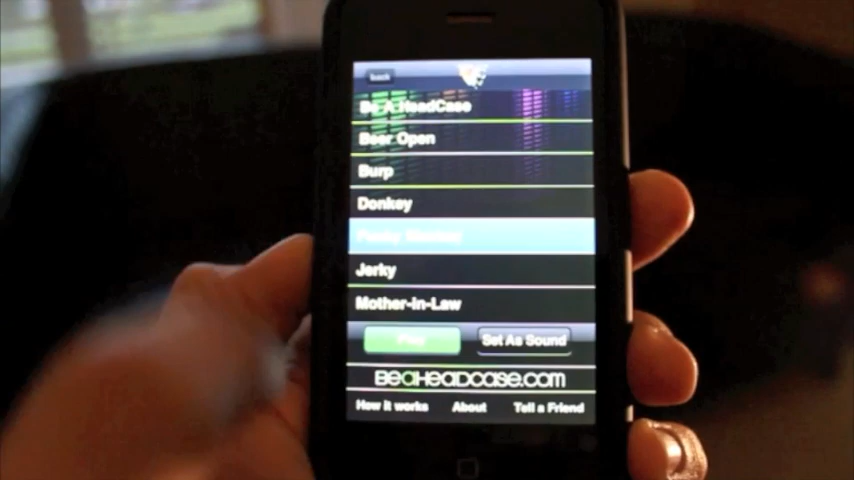 back
Be A HeadCase
Beer Open
Burp
Donkey
Jerky
Mother-in-Law
Play
Set As Sound
BEAHEADCASE.COM
How it works
About
Tell a Friend